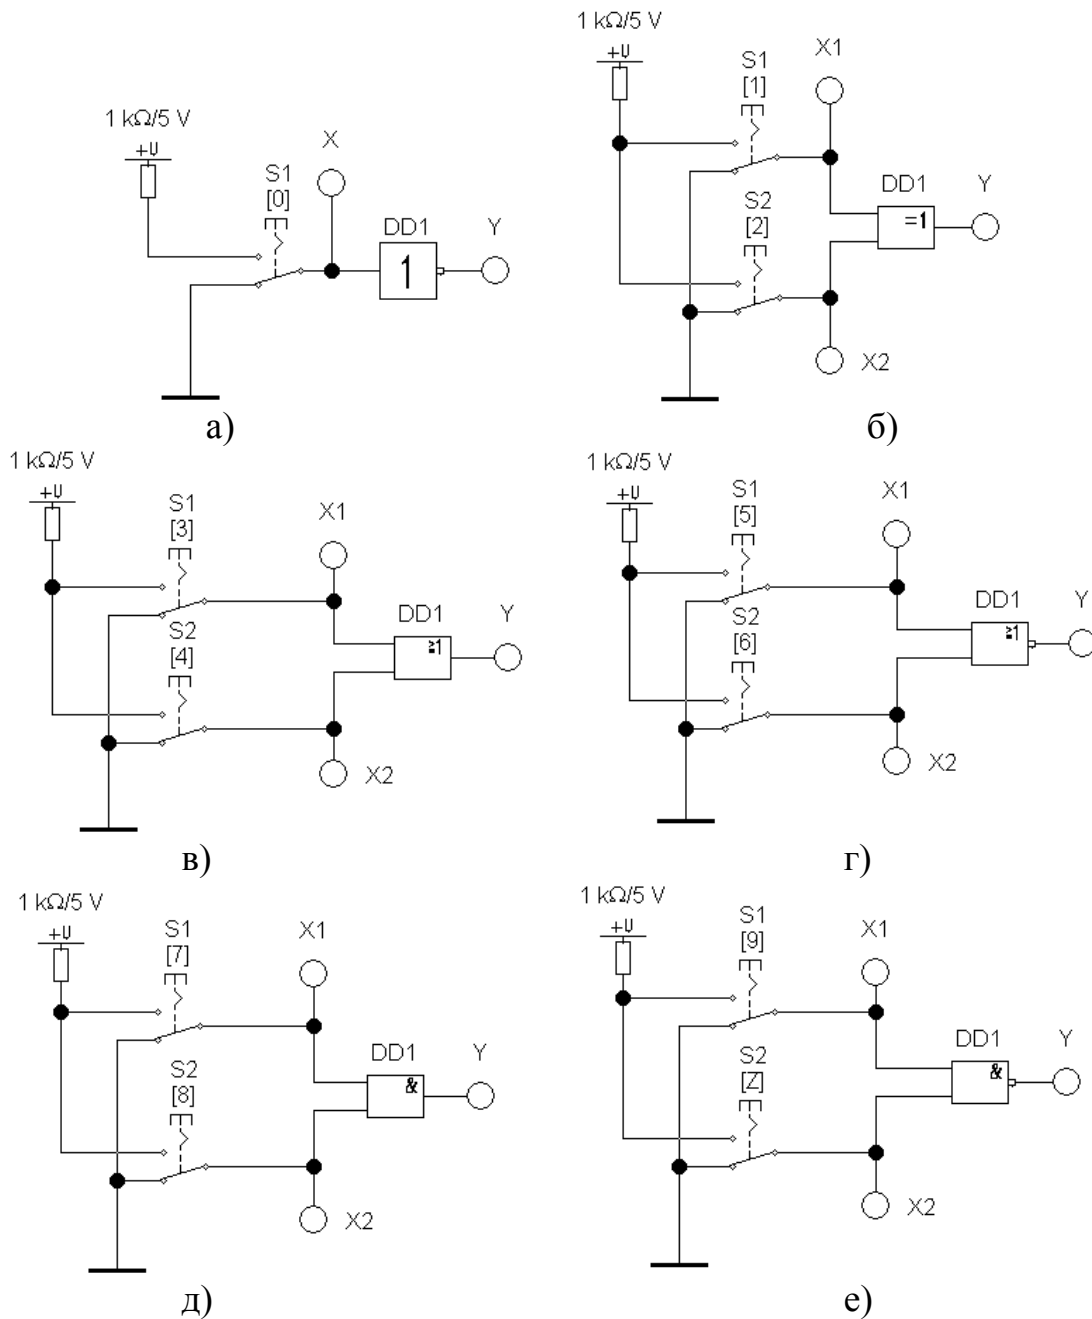 1 kΩ/5 V
+U
S1
[0]
X
DD1
1
Y
а)
1 kΩ/5 V
+U
S1
[1]
X1
S2
[2]
DD1
=1
Y
X2
б)
1 kΩ/5 V
+U
S1
[3]
X1
S2
[4]
DD1
≥1
Y
X2
в)
1 kΩ/5 V
+U
S1
[5]
X1
S2
[6]
DD1
≥1
Y
X2
г)
1 kΩ/5 V
+U
S1
[7]
X1
S2
[8]
DD1
&
Y
X2
д)
1 kΩ/5 V
+U
S1
[9]
X1
S2
[Z]
DD1
&
Y
X2
е)